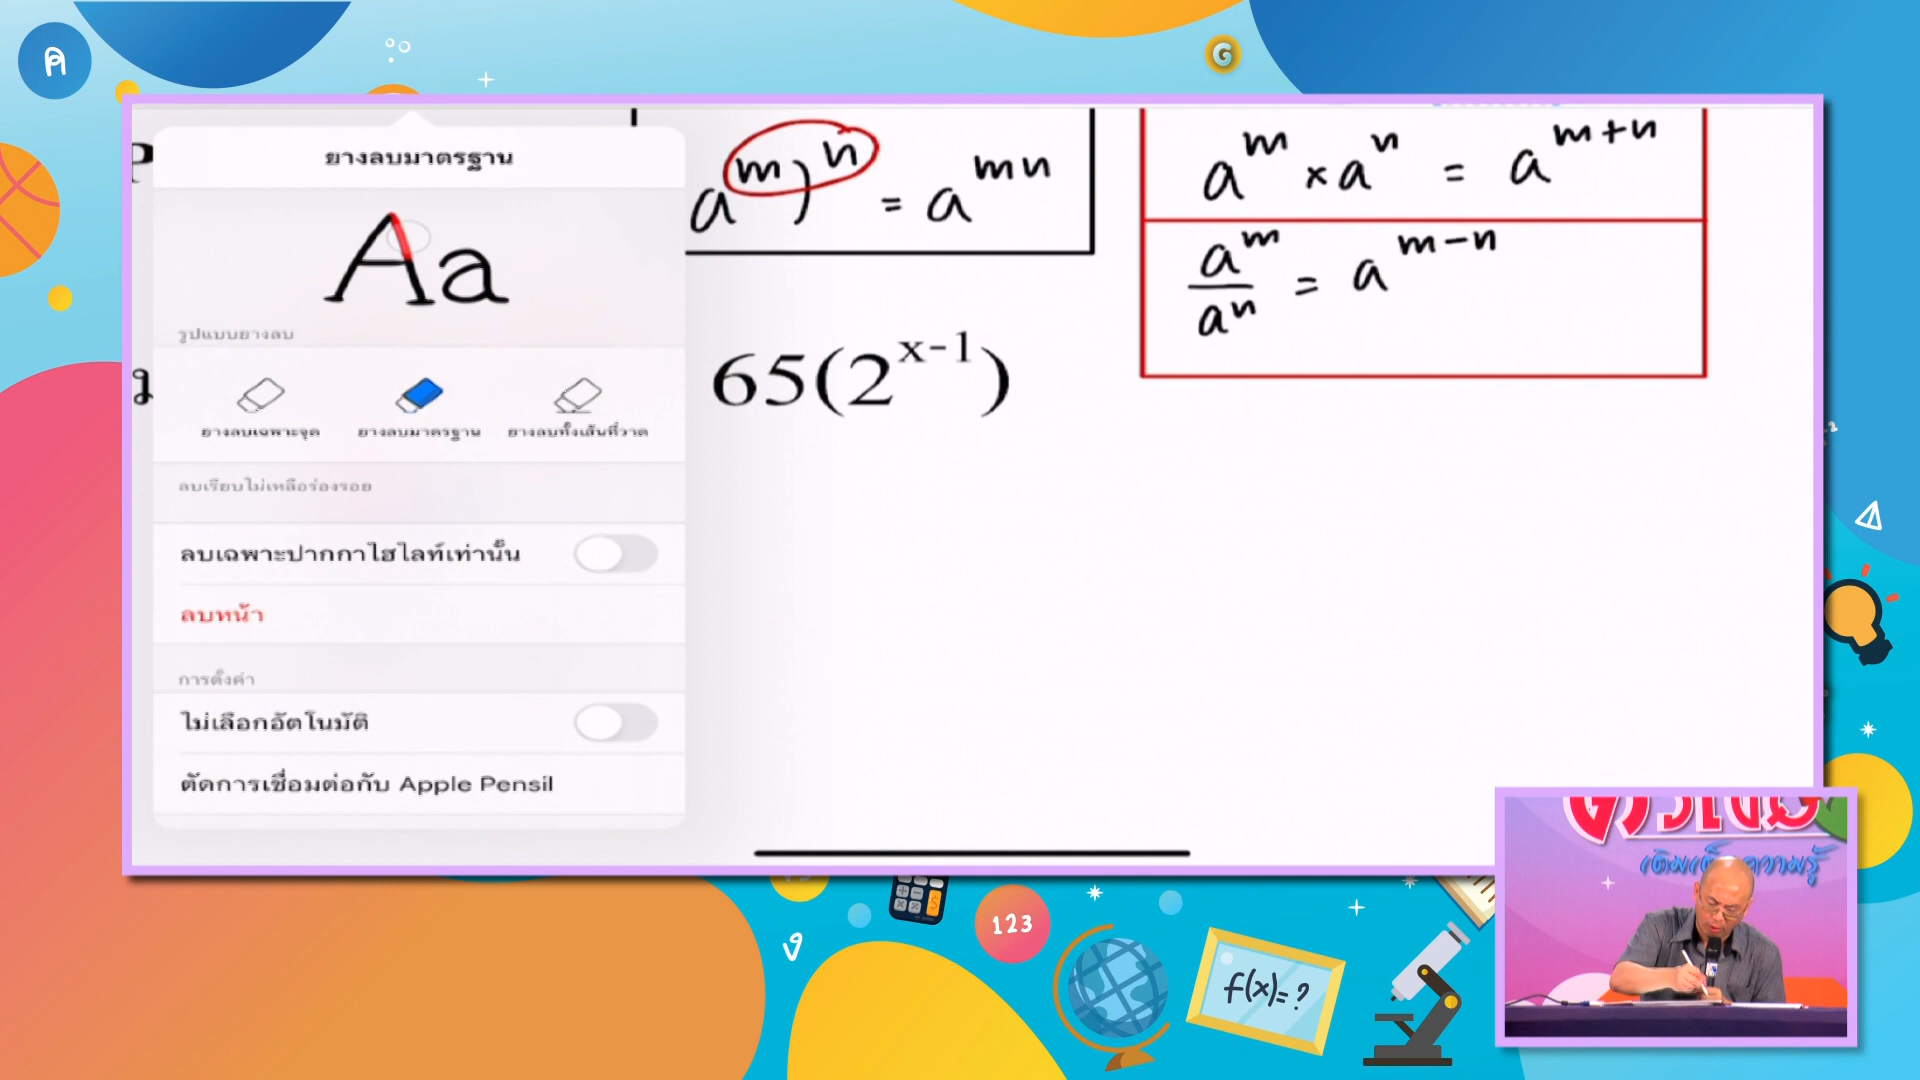 ค
G
ยางลบมาตรฐาน
Aa
รูปแบบยางลบ
ยางลบเฉพาะจุด ยางลบมาตรฐาน ยางลบทั้งเส้นที่วาด
ลบเรียบไม่เหลือร่องรอย
ลบเฉพาะปากกาไฮไลท์เท่านั้น
ลบหน้า
การตั้งค่า
ไม่เลือกอัตโนมัติ
ตัดการเชื่อมต่อกับ Apple Pensil
a^m)^n = a^mn
a^m × a^n = a^m+n
a^m/a^n = a^m-n
65(2^x-1)
123
f(x)=?